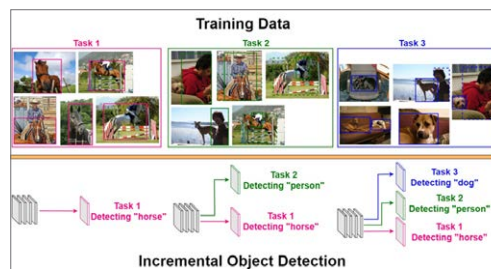 Training Data
Task 1
Task 2
Task 3
Task 3
Detecting "dog"
Task 2
Detecting "person"
Task 2
Detecting "person"
Task 1
Detecting "horse"
Task 1
Detecting "horse"
Task 1
Detecting "horse"
Incremental Object Detection